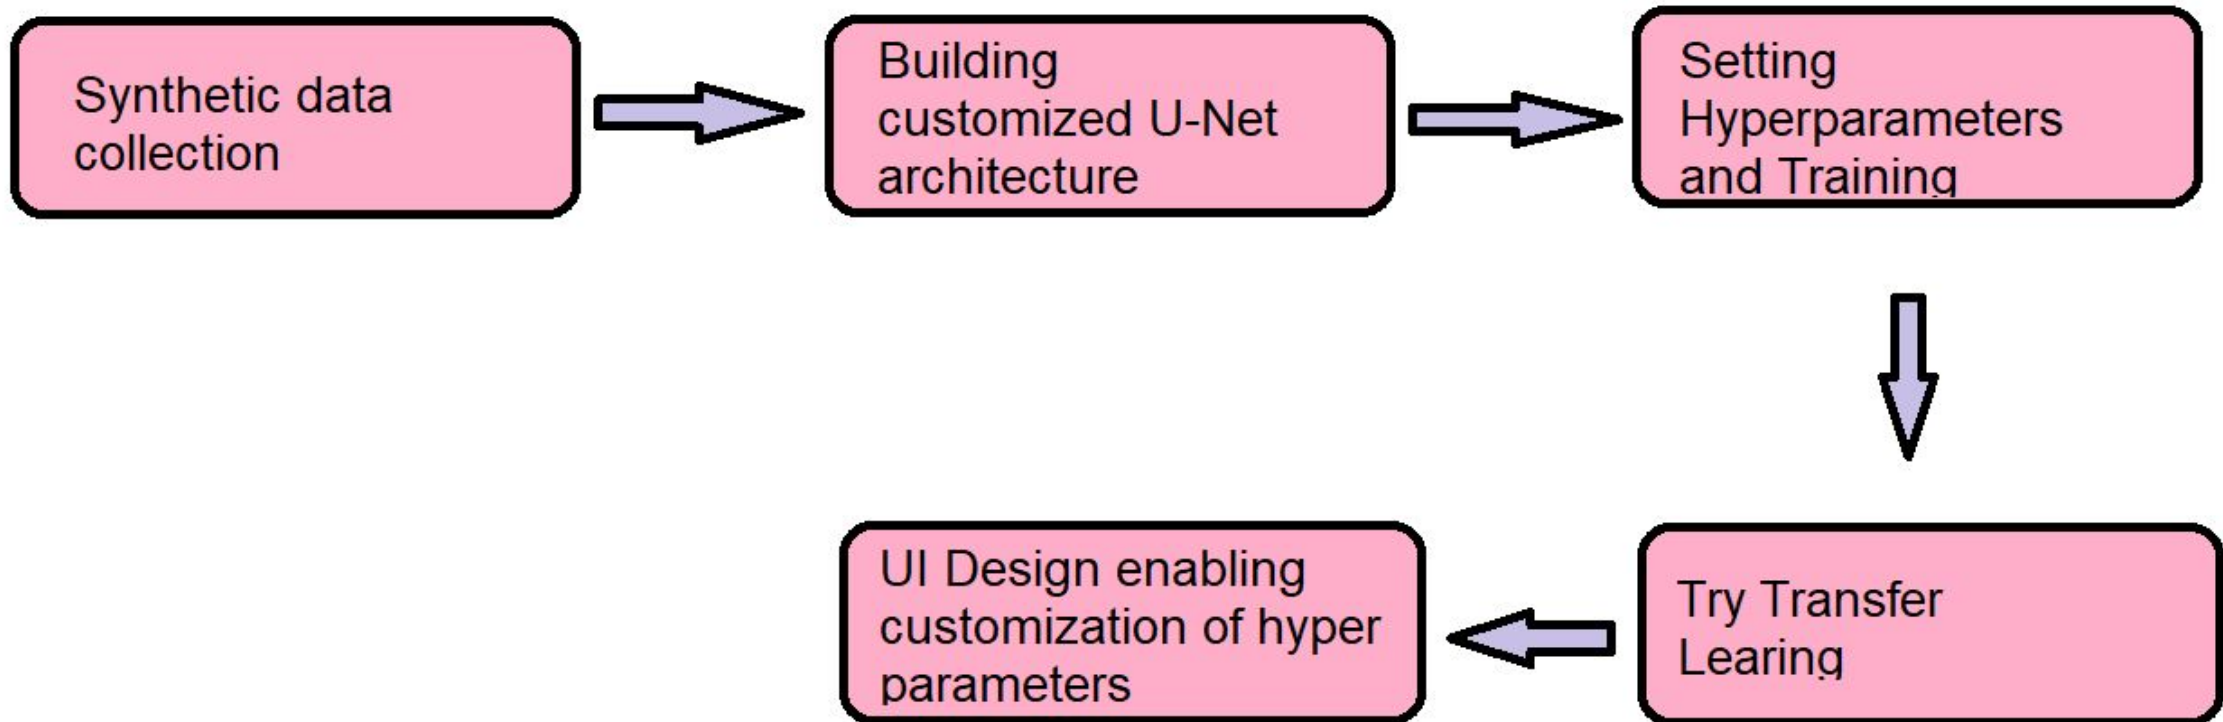 Synthetic data
collection
Building
customized U-Net
architecture
Setting
Hyperparameters
and Training
Try Transfer
Learing
UI Design enabling
customization of hyper
parameters